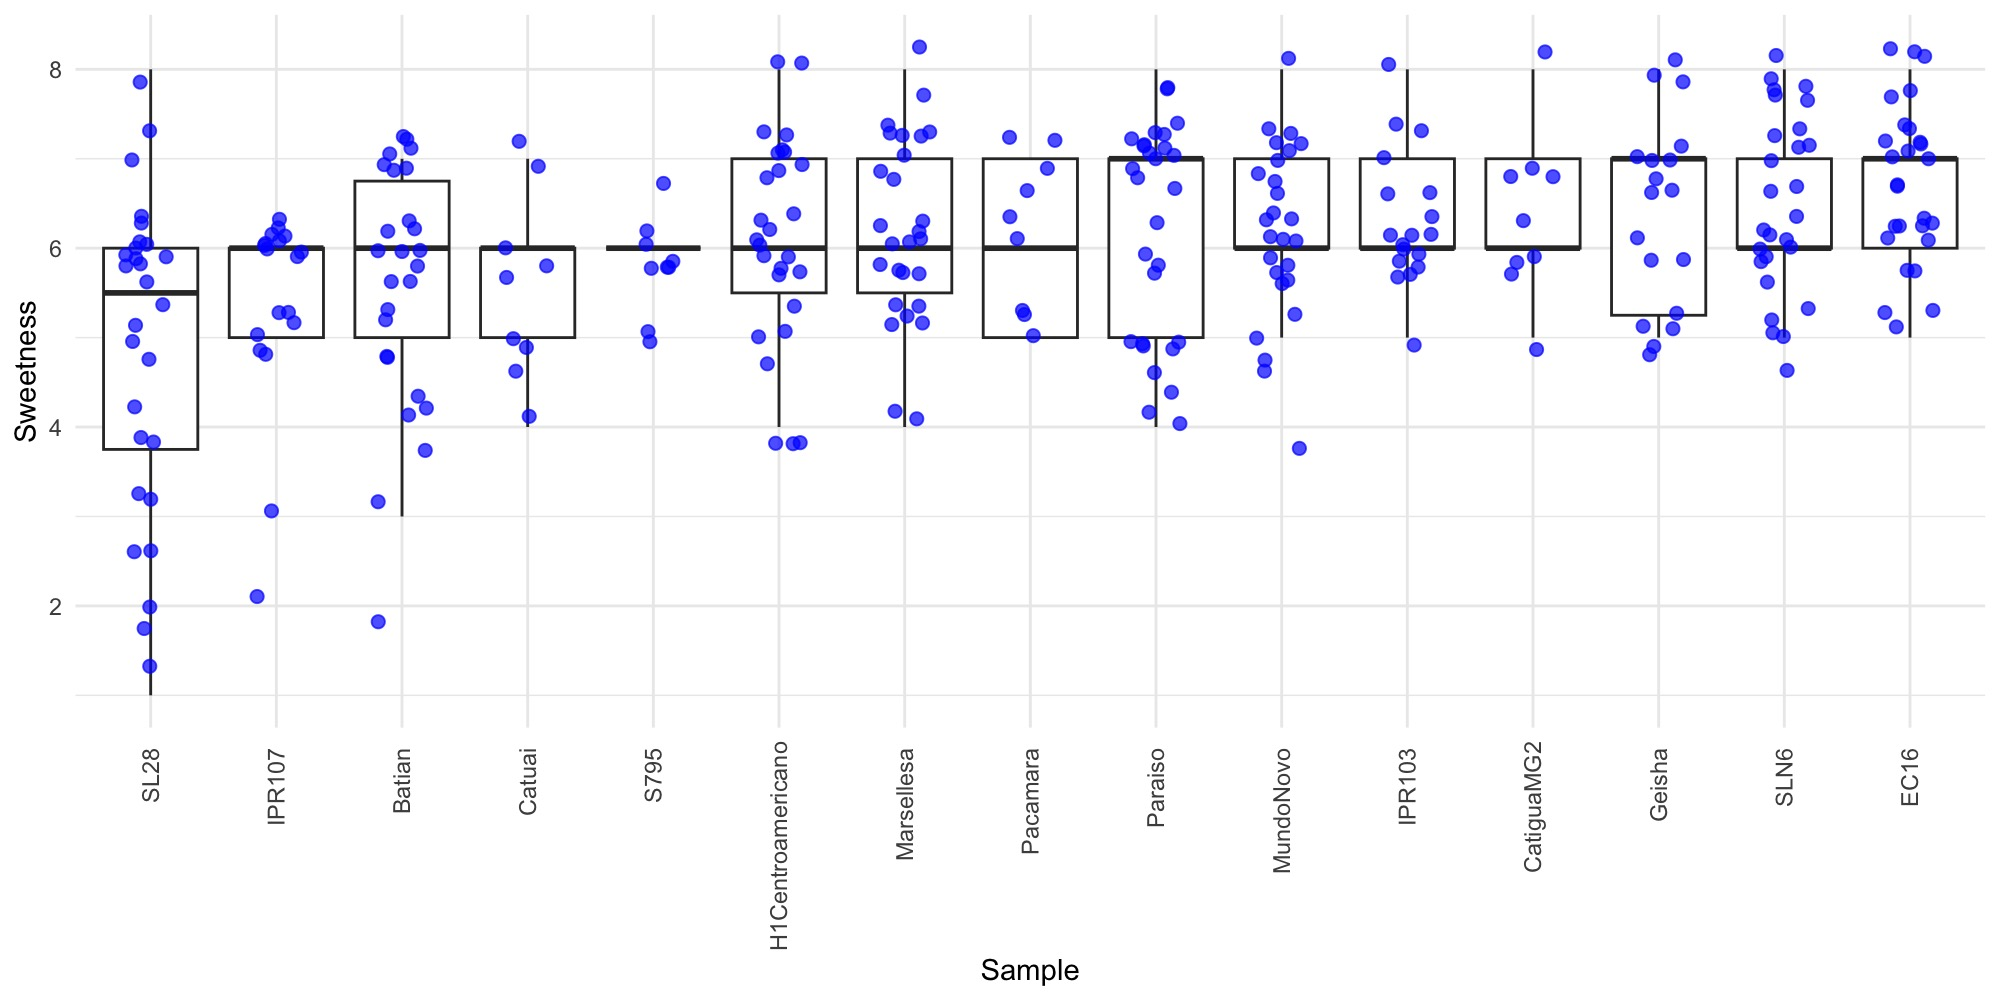 Sweetness
8
6
4
2
SL28
IPR107
Batian
Catuai
S795
H1Centroamericano
Marsellesa
Pacamara
Paraiso
MundoNovo
IPR103
CatiguaMG2
Geisha
SLN6
EC16
Sample